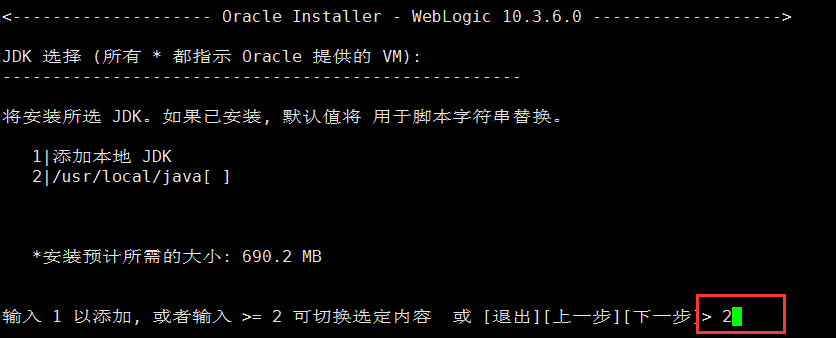 <-------------------- Oracle Installer - WebLogic 10.3.6.0 ------------------->
JDK 选择 (所有 * 都指示 Oracle 提供的 VM):
----------------------------------------------------
将安装所选 JDK。如果已安装, 默认值将 用于脚本字符串替换。
1|添加本地 JDK
2|/usr/local/java[ ]
*安装预计所需的大小: 690.2 MB
输入 1 以添加, 或者输入 >= 2 可切换选定内容 或 [退出][上一步][下一步]> 2